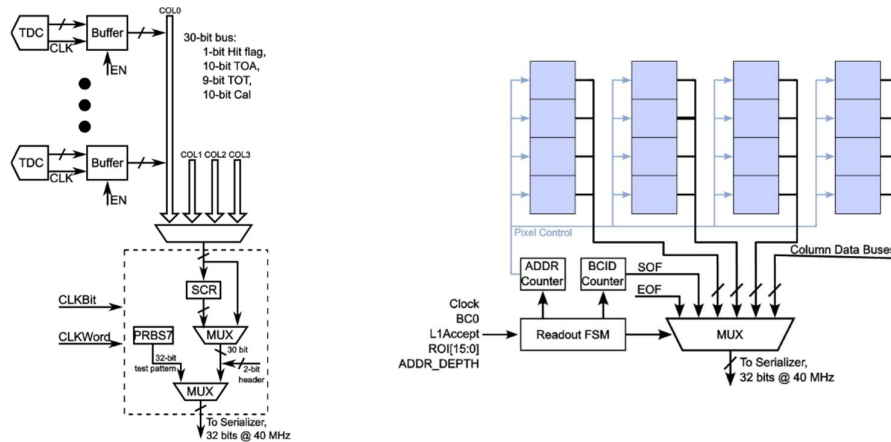 COL0
TDC
Buffer
CLK
EN
30-bit bus:
1-bit Hit flag,
10-bit TOA,
9-bit TOT,
10-bit Cal
TDC
Buffer
CLK
EN
COL1 COL2 COL3
SCR
CLKBit
CLKWord
PRBS7
MUX
32-bit
test pattern
30 bit
2-bit
header
MUX
To Serializer,
32 bits @ 40 MHz
Pixel Control
Column Data Buses
ADDR
Counter
BCID
Counter
SOF
EOF
Clock
BC0
L1Accept
ROI[15:0]
ADDR_DEPTH
Readout FSM
MUX
To Serializer,
32 bits @ 40 MHz